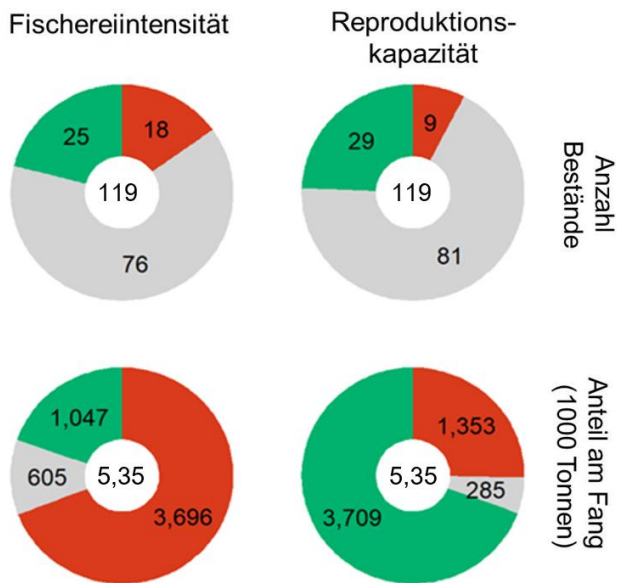 Fischereiintensität
Reproduktions-
kapazität
25
18
119
76
29
9
119
81
Anzahl
Bestände
1,047
605
5,35
3,696
1,353
285
5,35
3,709
Anteil am Fang
(1000 Tonnen)